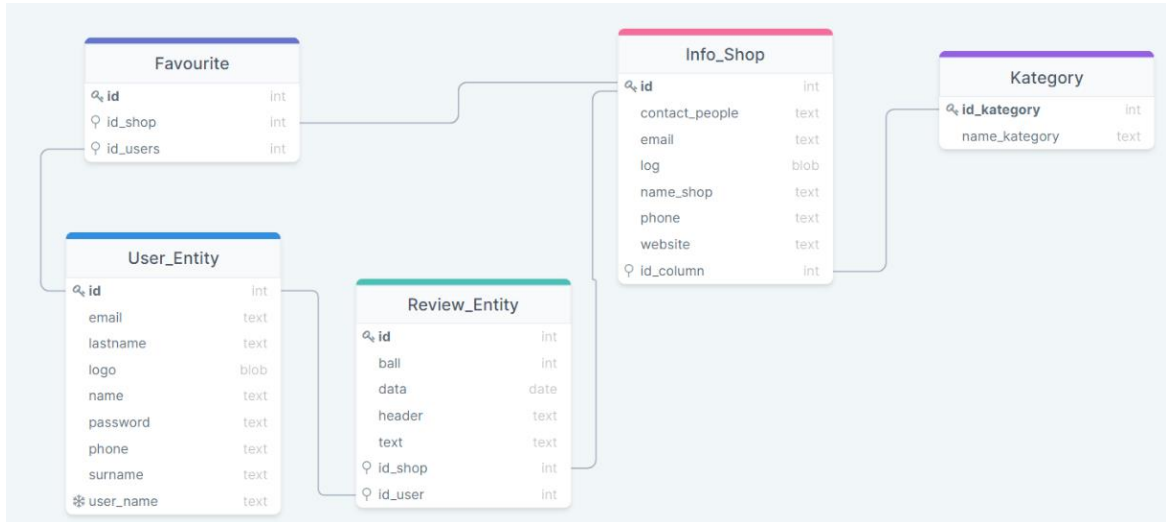 Favourite
id int
id_shop int
id_users int
User_Entity
id int
email text
lastname text
logo blob
name text
password text
phone text
surname text
user_name text
Review_Entity
id int
ball int
data date
header text
text text
id_shop int
id_user int
Info_Shop
id int
contact_people text
email text
log blob
name_shop text
phone text
website text
id_column int
Kategory
id_kategory int
name_kategory text